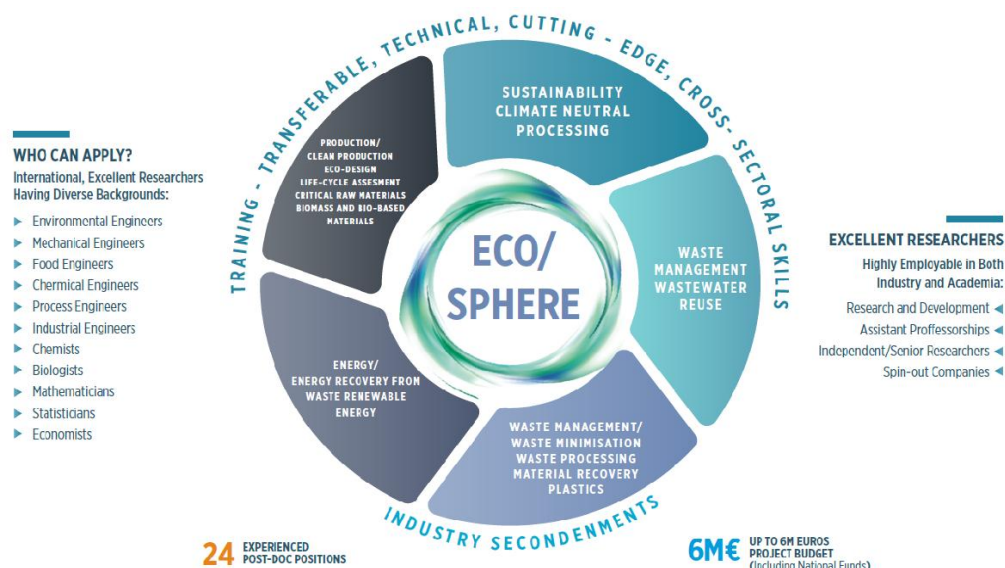 TRAINING - TRANSFERABLE, TECHNICAL, CUTTING - EDGE, CROSS- SECTORAL SKILLS
WHO CAN APPLY?
International, Excellent Researchers
Having Diverse Backgrounds:
Environmental Engineers
Mechanical Engineers
Food Engineers
Chemical Engineers
Process Engineers
Industrial Engineers
Chemists
Biologists
Mathematicians
Statisticians
Economists
PRODUCTION/
CLEAN PRODUCTION
ECO-DESIGN
LIFE-CYCLE ASSESMENT
CRITICAL RAW MATERIALS
BIOMASS AND BIO-BASED
MATERIALS
SUSTAINABILITY
CLIMATE NEUTRAL
PROCESSING
ECO/
SPHERE
WASTE
MANAGEMENT
WASTEWATER
REUSE
ENERGY/
ENERGY RECOVERY FROM
WASTE RENEWABLE
ENERGY
WASTE MANAGEMENT/
WASTE MINIMISATION
WASTE PROCESSING
MATERIAL RECOVERY
PLASTICS
INDUSTRY SECONDENMENTS
EXCELLENT RESEARCHERS
Highly Employable in Both
Industry and Academia:
Research and Development
Assistant Proffessorships
Independent/Senior Researchers
Spin-out Companies
24 EXPERIENCED
POST-DOC POSITIONS
6M€ UP TO 6M EUROS
PROJECT BUDGET
(Including National Funds)